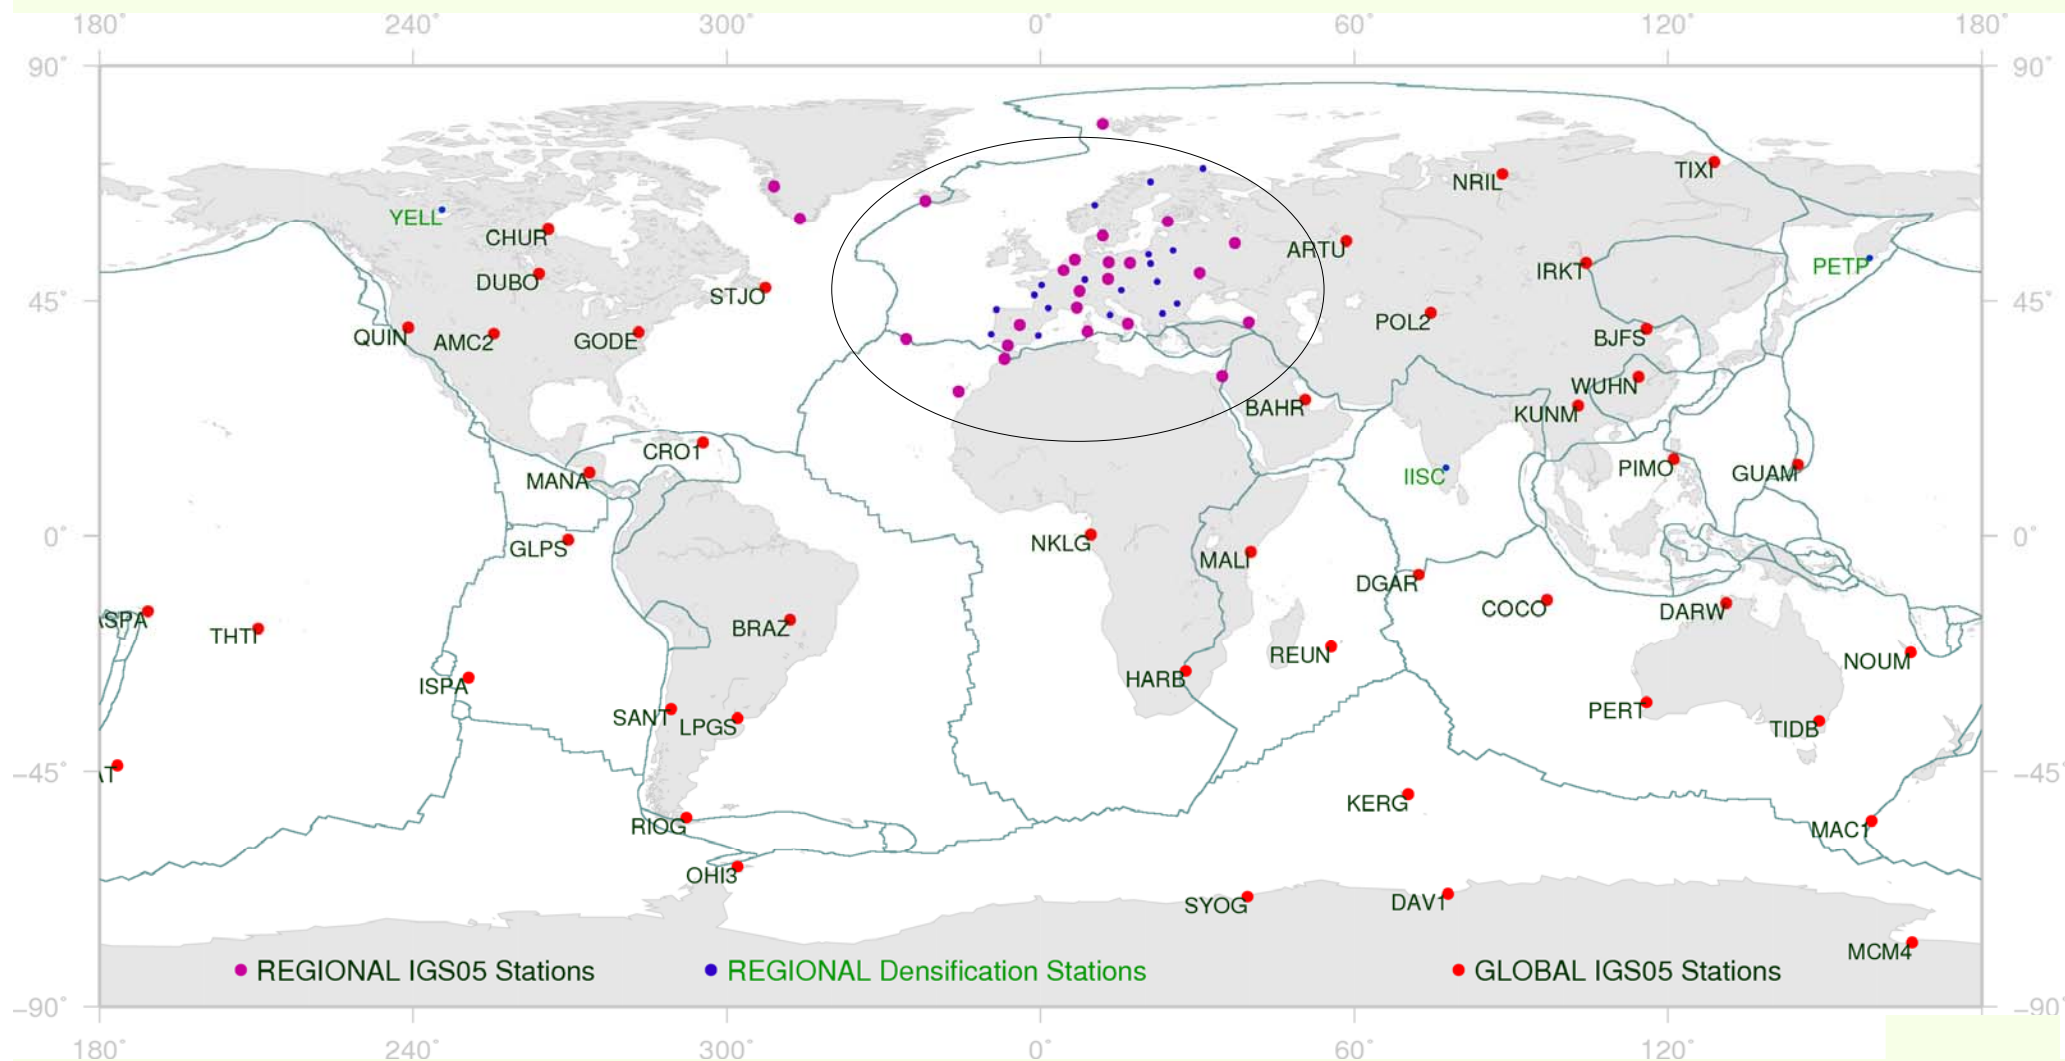 180° 240° 300° 0° 60° 120° 180°
90° 90°
TIXI
NRIL
YELL
CHUR
ARTU
PETP
IRKT
DUBO
STJO
45° 45°
POL2
QUIN
AMC2
GODE
BJFS
WUHN
BAHR
KUNM
CRO1
PIMO
GUAM
MANA
IISC
0° 0°
NKLG
GLPS
MALI
DGAR
COCO
DARW
ASPA
BRAZ
THTI
REUN
NOUM
HARB
ISPA
PERT
SANT
LPGS
TIDB
−45° −45°
AT
KERG
RIOG
MAC1
OHI3
DAV1
SYOG
MCM4
REGIONAL IGS05 Stations REGIONAL Densification Stations GLOBAL IGS05 Stations
−90° −90°
180° 240° 300° 0° 60° 120° 180°